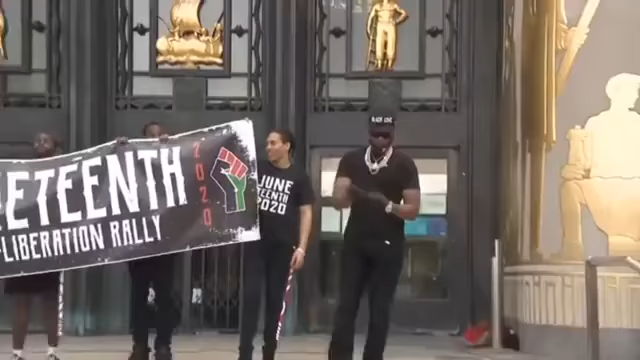 ETEENTH
LIBERATION RALLY
2020
JUNE
TEENTH
2020